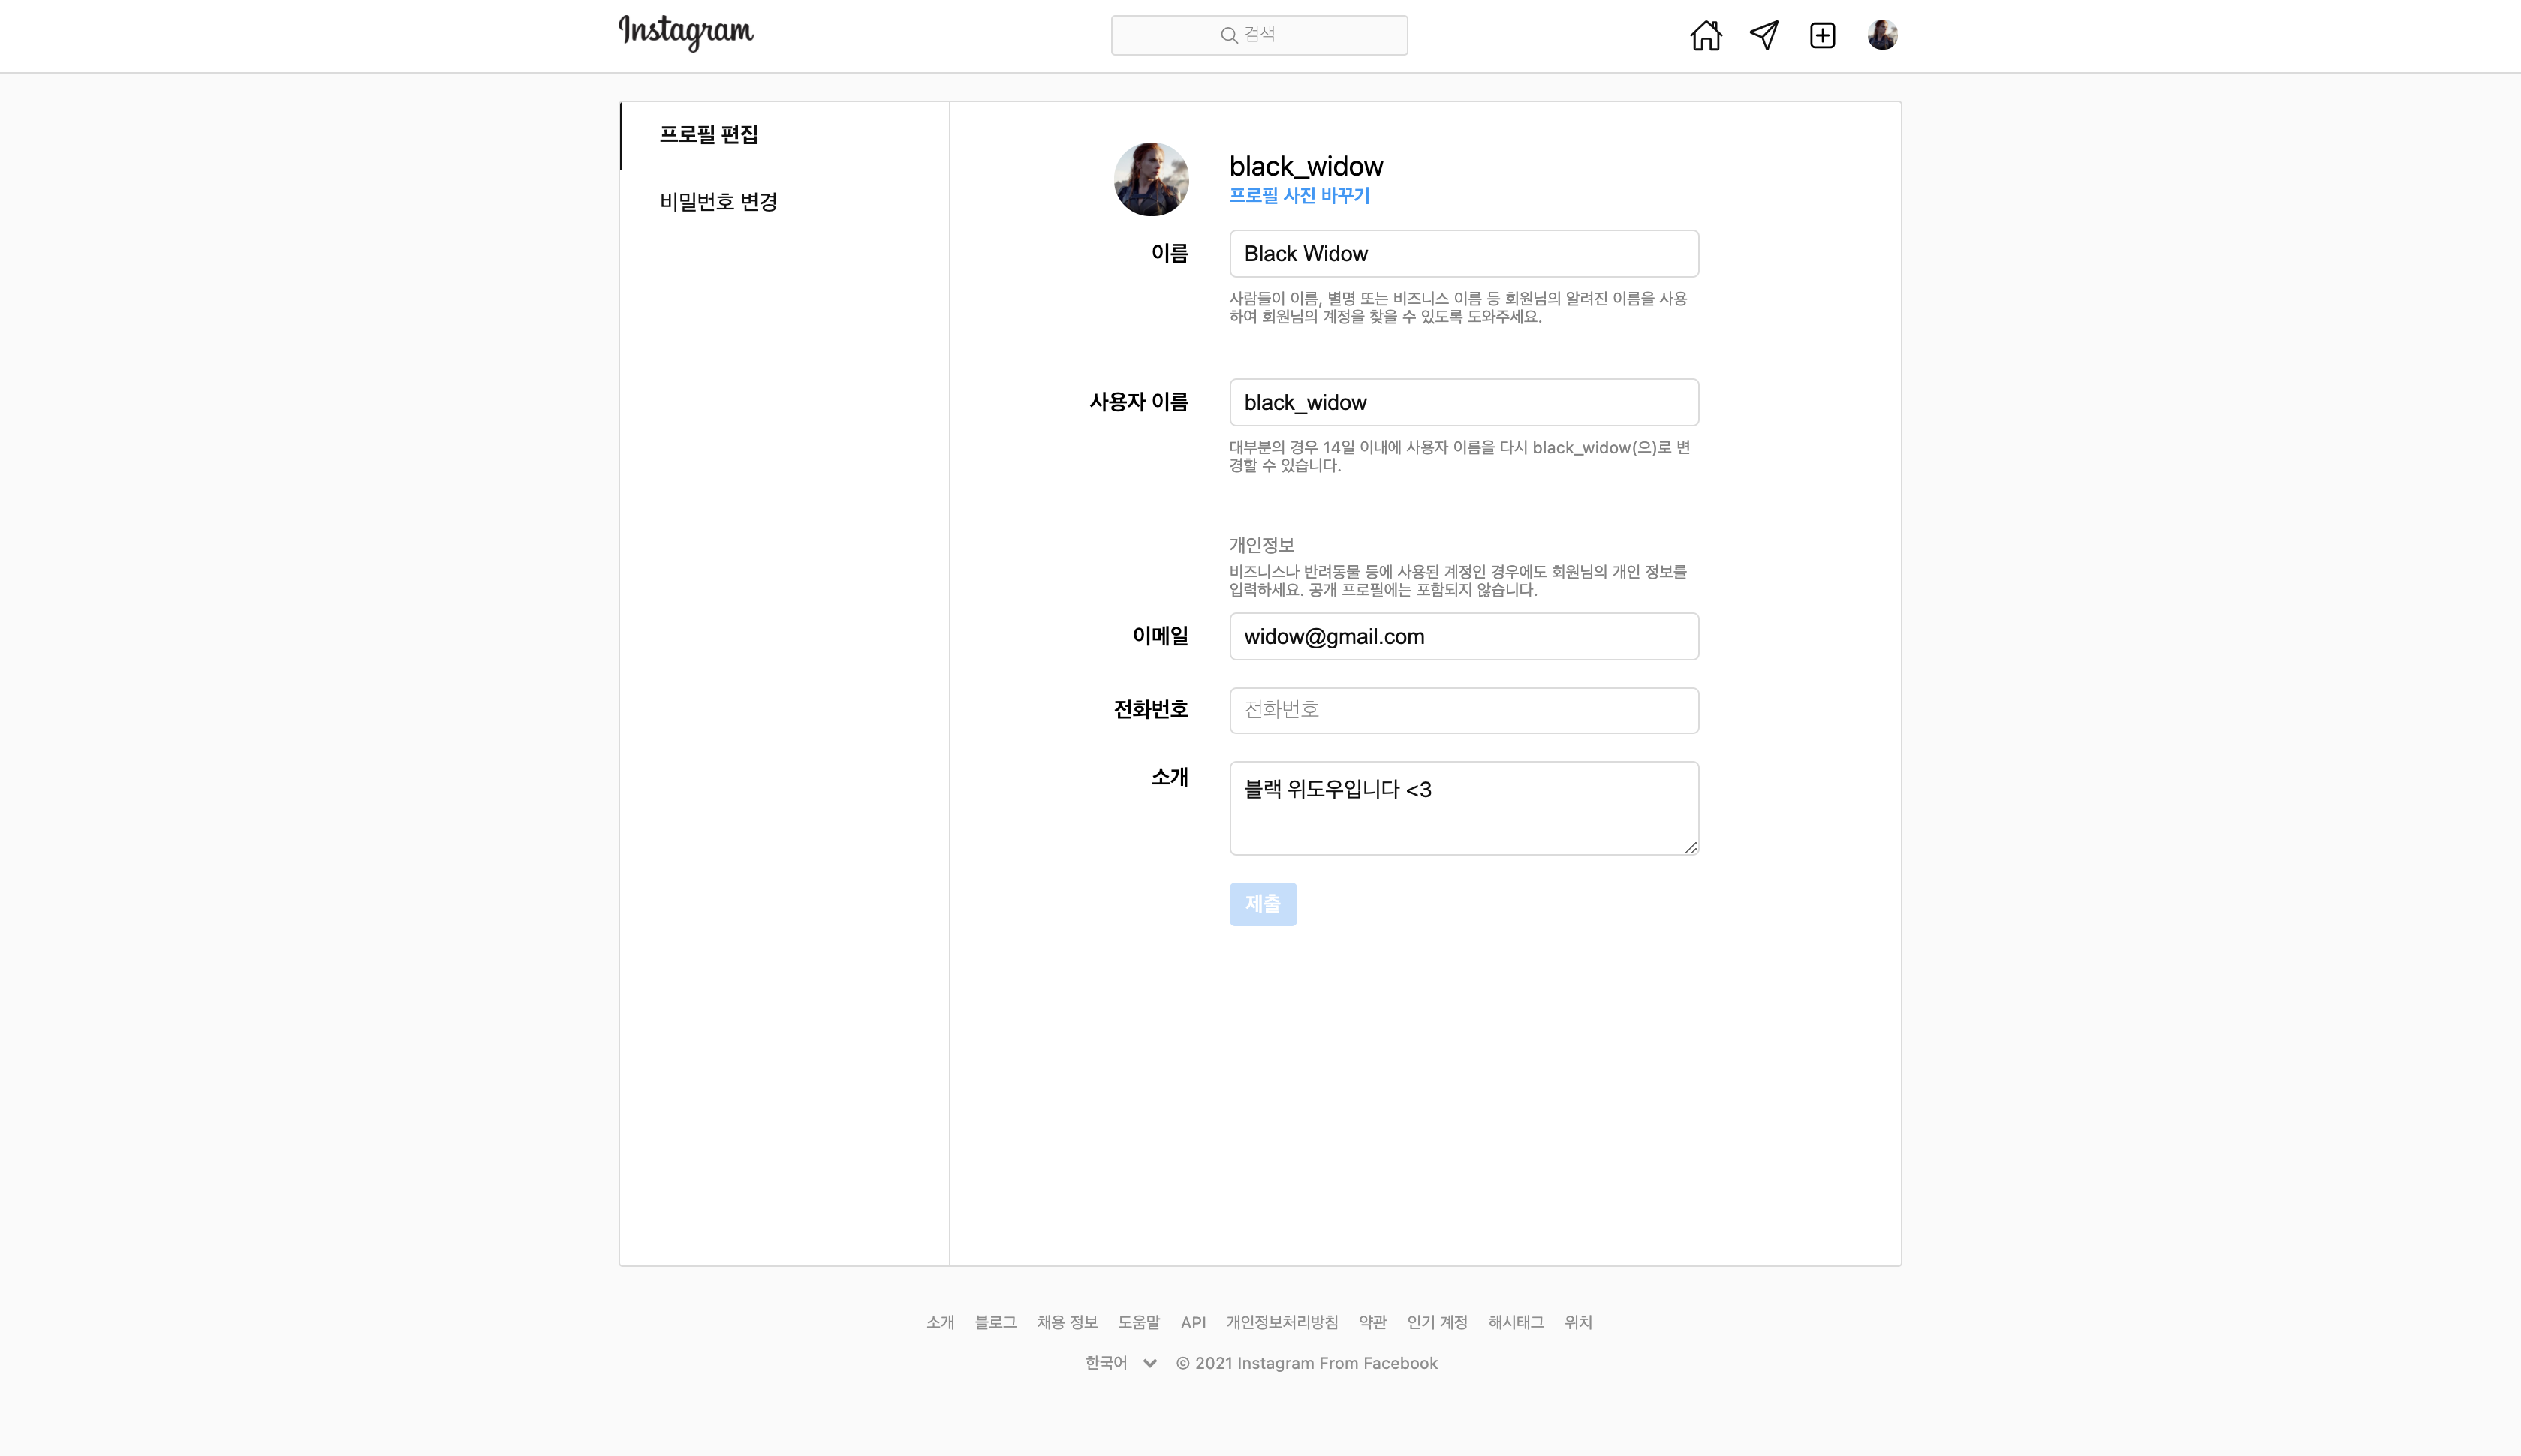 Instagram
검색
프로필 편집
비밀번호 변경
black_widow
프로필 사진 바꾸기
이름
Black Widow
사람들이 이름, 별명 또는 비즈니스 이름 등 회원님의 알려진 이름을 사용
하여 회원님의 계정을 찾을 수 있도록 도와주세요.
사용자 이름
black_widow
대부분의 경우 14일 이내에 사용자 이름을 다시 black_widow(으)로 변
경할 수 있습니다.
개인정보
비즈니스나 반려동물 등에 사용된 계정인 경우에도 회원님의 개인 정보를
입력하세요. 공개 프로필에는 포함되지 않습니다.
이메일
widow@gmail.com
전화번호
전화번호
소개
블랙 위도우입니다 <3
제출
소개 블로그 채용 정보 도움말 API 개인정보처리방침 약관 인기 계정 해시태그 위치
한국어 © 2021 Instagram From Facebook